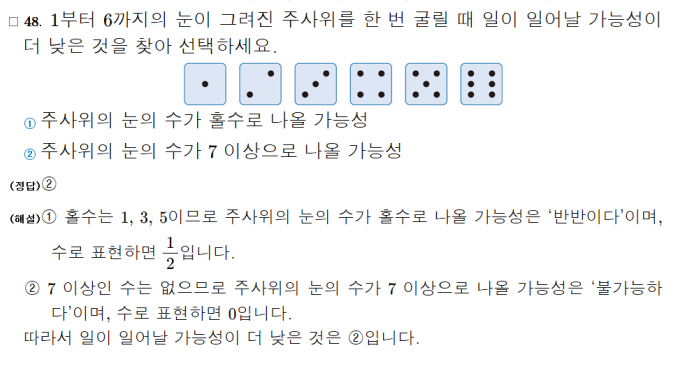 □ 48. 1부터 6까지의 눈이 그려진 주사위를 한 번 굴릴 때 일이 일어날 가능성이
더 낮은 것을 찾아 선택하세요.
① 주사위의 눈의 수가 홀수로 나올 가능성
② 주사위의 눈의 수가 7 이상으로 나올 가능성
(정답)②
(해설)① 홀수는 1, 3, 5이므로 주사위의 눈의 수가 홀수로 나올 가능성은 ‘반반이다’이며,
수로 표현하면 1/2입니다.
② 7 이상인 수는 없으므로 주사위의 눈의 수가 7 이상으로 나올 가능성은 ‘불가능하
다’이며, 수로 표현하면 0입니다.
따라서 일이 일어날 가능성이 더 낮은 것은 ②입니다.